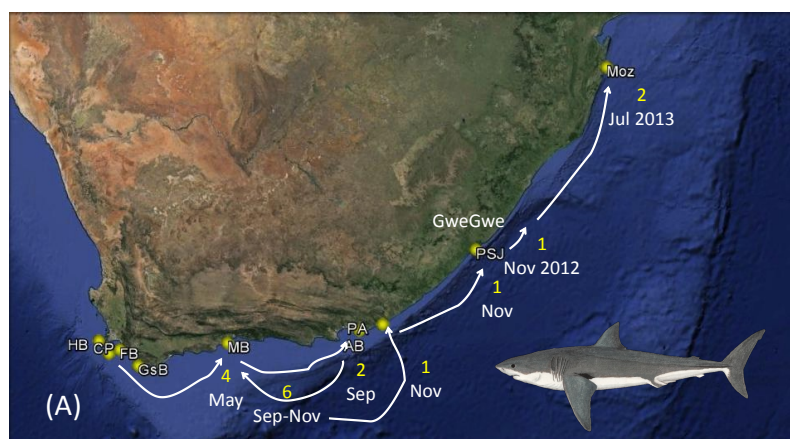 Moz
2
Jul 2013
GweGwe
PSJ
1
Nov 2012
1
Nov
HB
CP
FB
GsB
MB
PA
AB
4
May
6
Sep-Nov
2
Sep
1
Nov
(A)